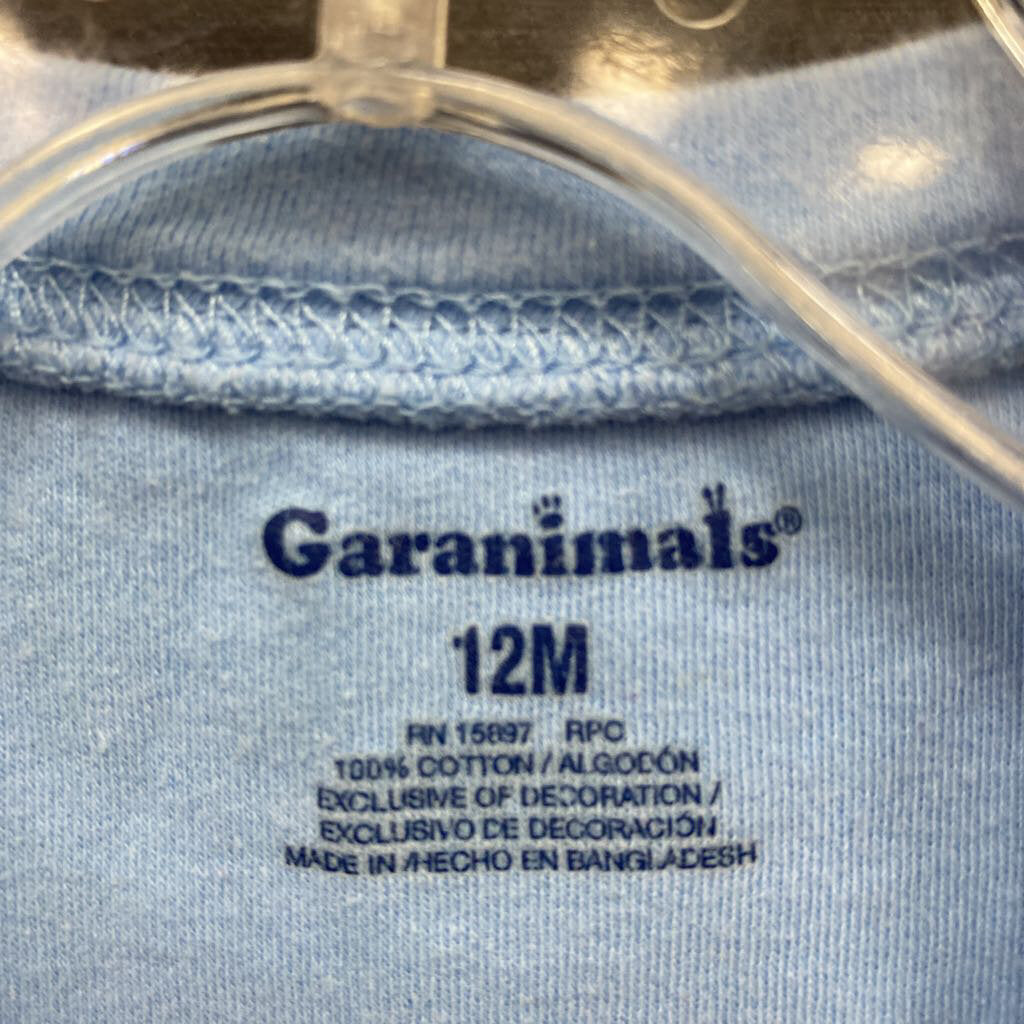 Garanimals®
12M
RN 15897 RPC
100% COTTON / ALGODÓN
EXCLUSIVE OF DECORATION /
EXCLUSIVO DE DECORACIÓN
MADE IN /HECHO EN BANGLADESH